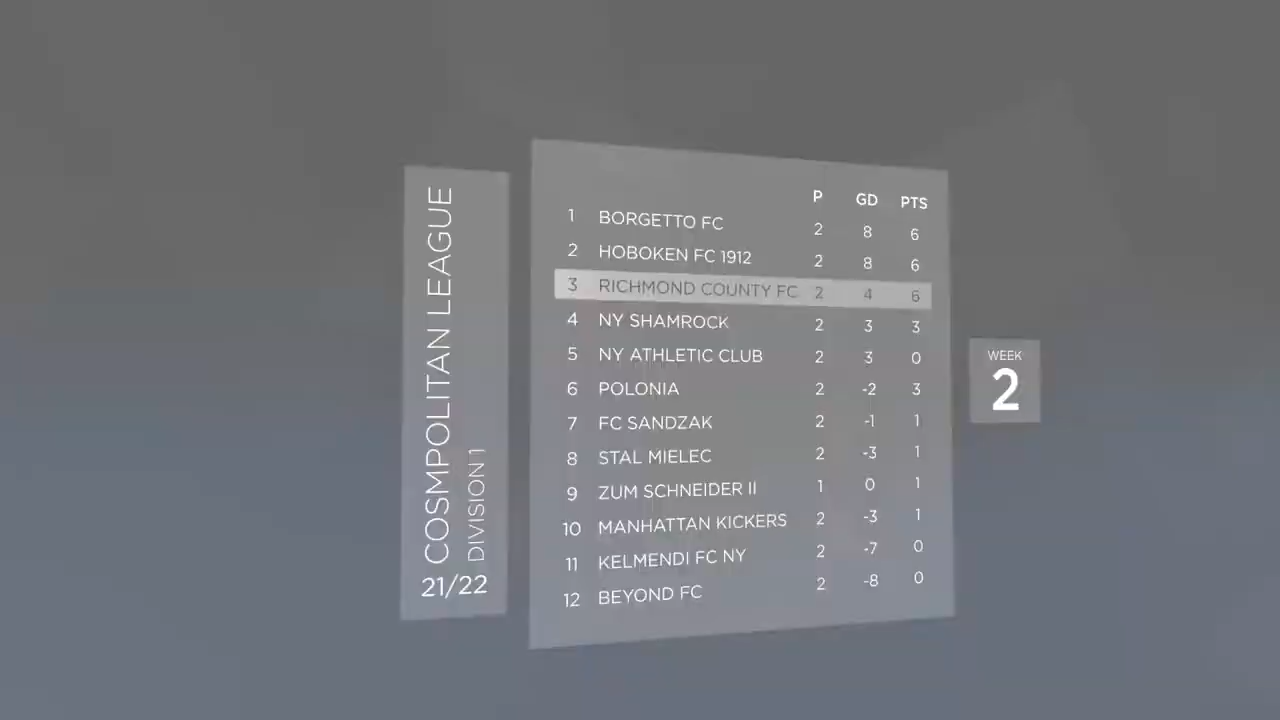 COSMPOLITAN LEAGUE
DIVISION 1
21/22
P GD PTS
1 BORGETTO FC 2 8 6
2 HOBOKEN FC 1912 2 8 6
3 RICHMOND COUNTY FC 2 4 6
4 NY SHAMROCK 2 3 3
5 NY ATHLETIC CLUB 2 3 0
6 POLONIA 2 -2 3
7 FC SANDZAK 2 -1 1
8 STAL MIELEC 2 -3 1
9 ZUM SCHNEIDER II 1 0 1
10 MANHATTAN KICKERS 2 -3 1
11 KELMENDI FC NY 2 -7 0
12 BEYOND FC 2 -8 0
WEEK
2